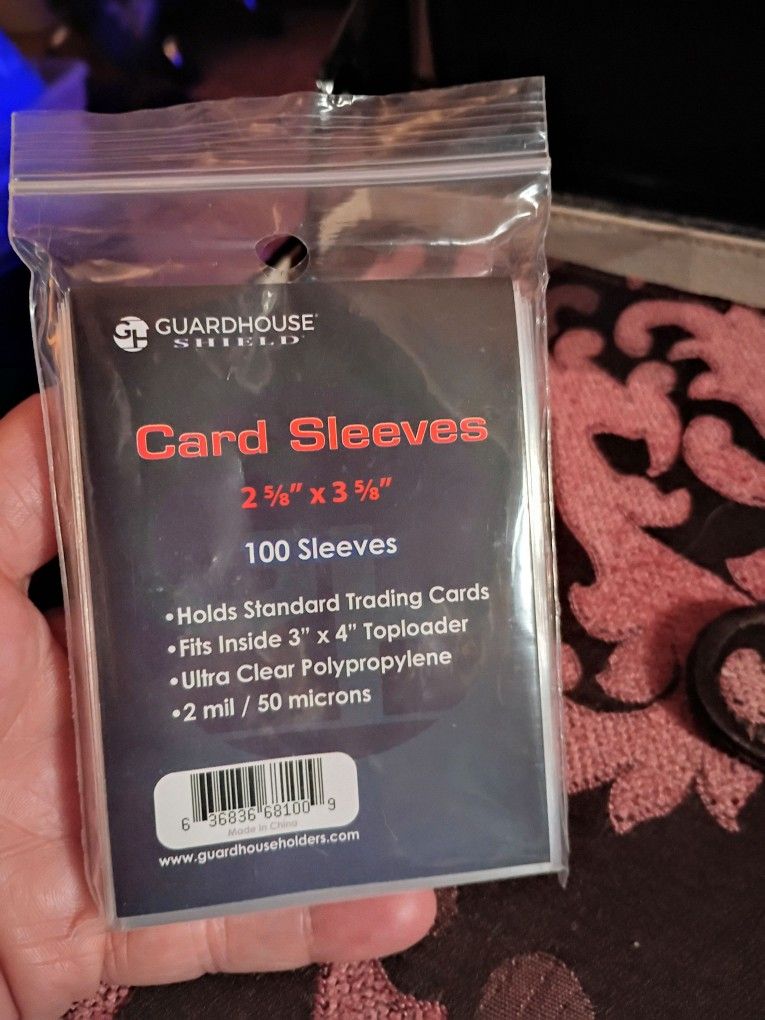 GH
GUARDHOUSE®
SHIELD
Card Sleeves
2 5/8" x 3 5/8"
100 Sleeves
•Holds Standard Trading Cards
•Fits Inside 3" x 4" Toploader
•Ultra Clear Polypropylene
•2 mil / 50 microns
6 36836 68100 9
Made in China
www.guardhouseholders.com